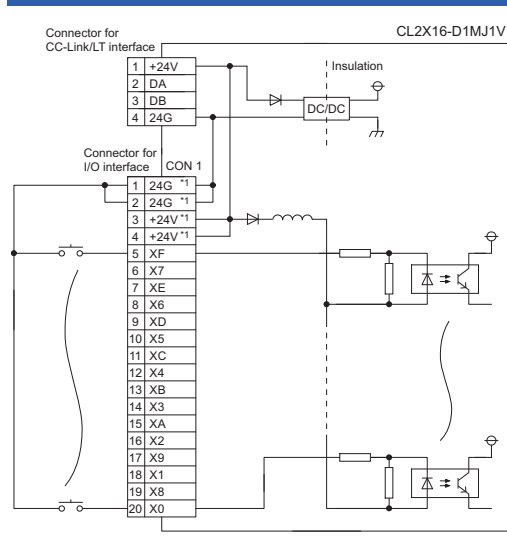 CL2X16-D1MJ1V
Connector for
CC-Link/LT interface
1 +24V
2 DA
3 DB
4 24G
Insulation
DC/DC
Connector for
I/O interface CON 1
1 24G *1
2 24G *1
3 +24V *1
4 +24V *1
5 XF
6 X7
7 XE
8 X6
9 XD
10 X5
11 XC
12 X4
13 XB
14 X3
15 XA
16 X2
17 X9
18 X1
19 X8
20 X0